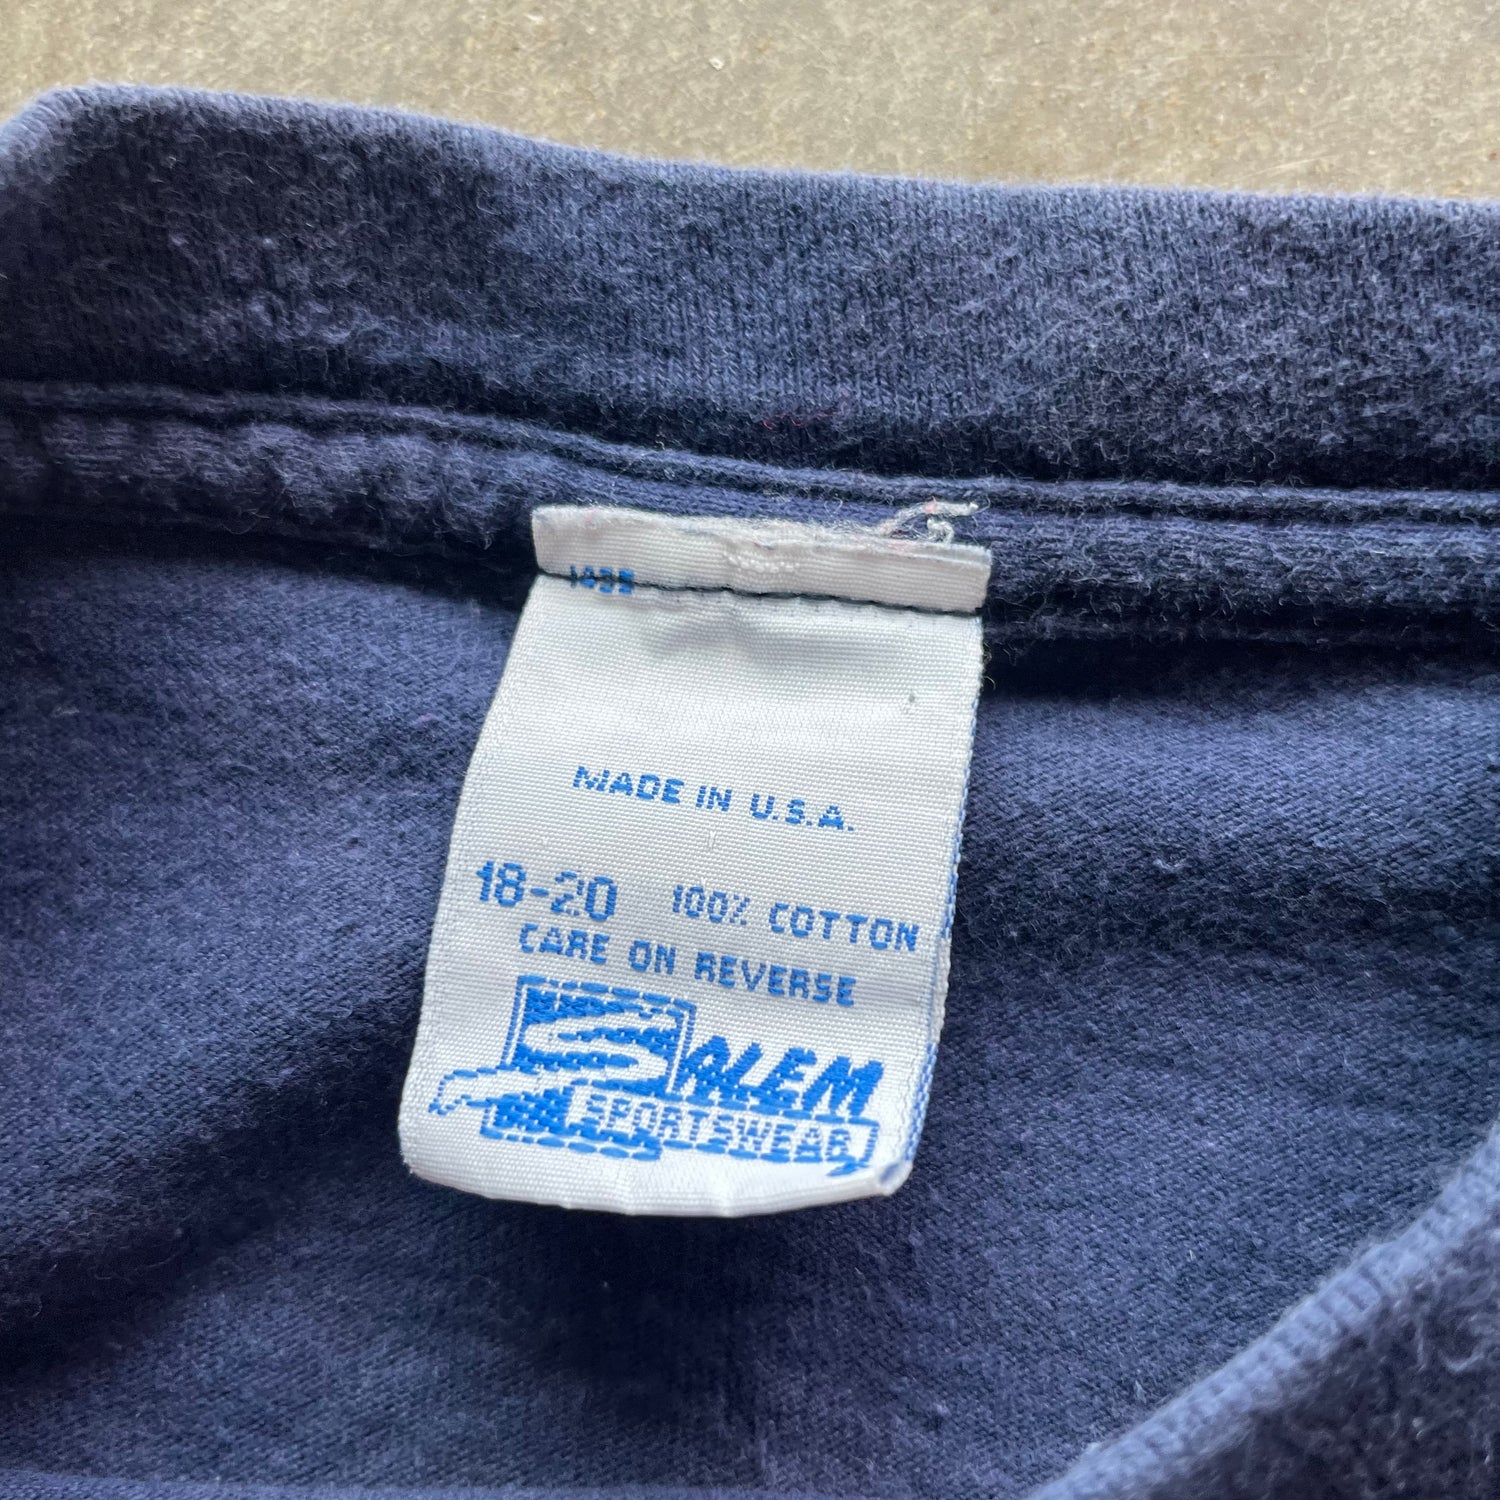 MADE IN U.S.A.
18-20 100% COTTON
CARE ON REVERSE
SALEM
SPORTSWEAR